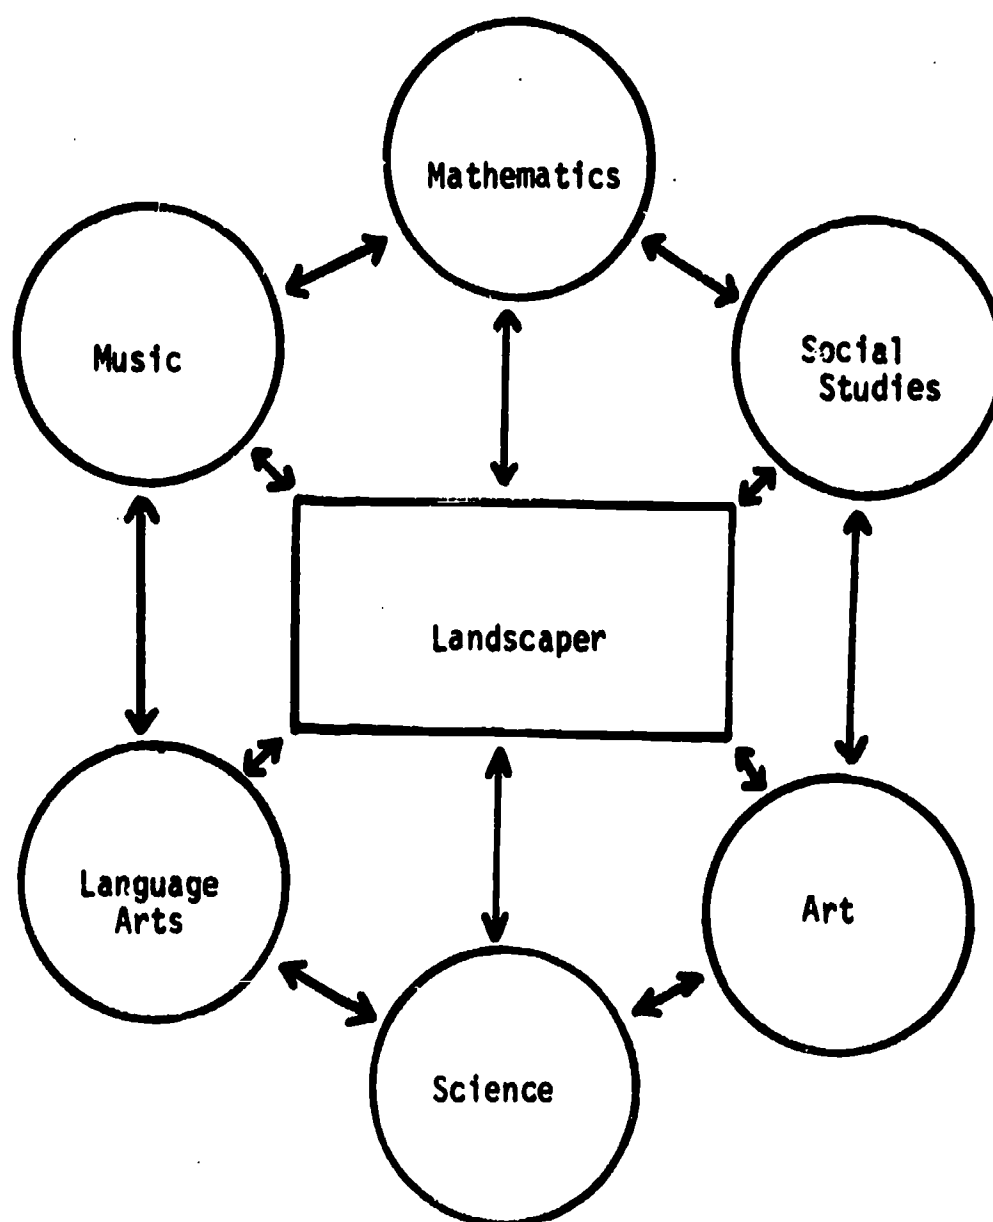 Mathematics
Music
Social
Studies
Landscaper
Language
Arts
Art
Science